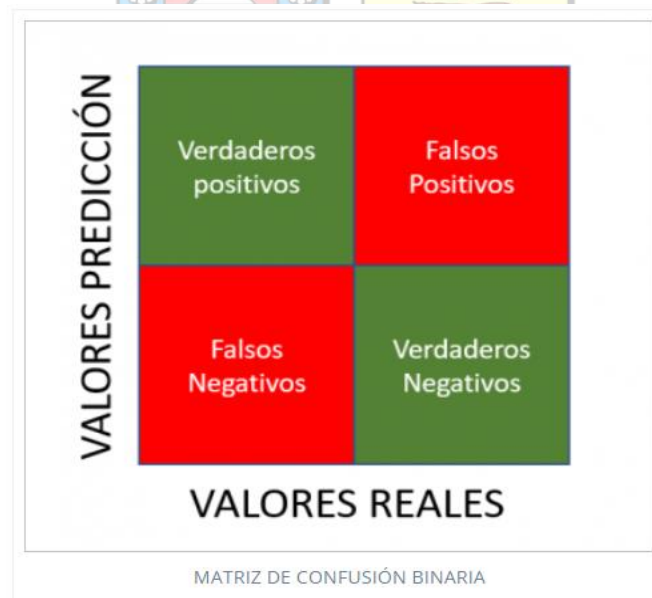 VALORES PREDICCIÓN
Verdaderos
positivos
Falsos
Positivos
Falsos
Negativos
Verdaderos
Negativos
VALORES REALES
MATRIZ DE CONFUSIÓN BINARIA